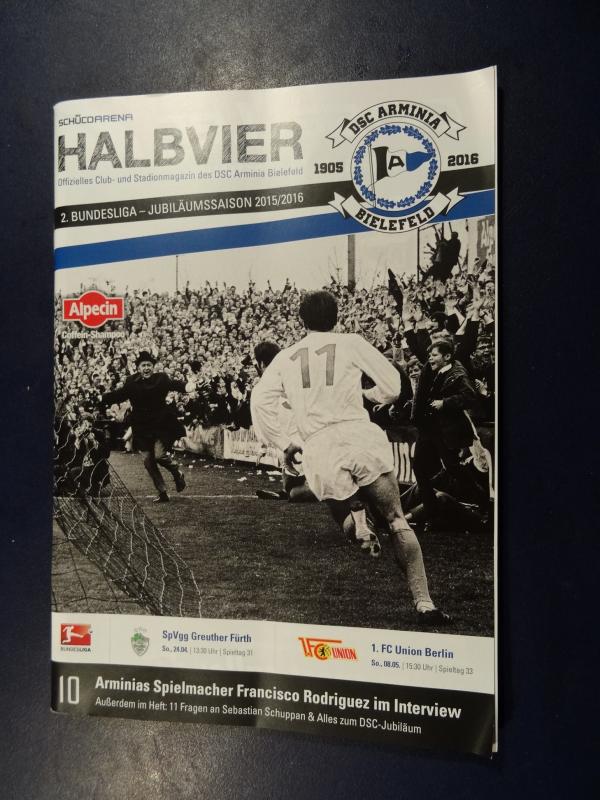 SCHÜCOARENA
HALBVIER
Offizielles Club- und Stadionmagazin des DSC Arminia Bielefeld
2. BUNDESLIGA – JUBILÄUMSSAISON 2015/2016
DSC ARMINIA
1905 A 2016
BIELEFELD
Alpecin
Coffein-Shampoo
11
BUNDESLIGA
SpVgg Greuther Fürth
So., 24.04. | 13:30 Uhr | Spieltag 31
1.FC UNION
1. FC Union Berlin
So., 08.05. | 15:30 Uhr | Spieltag 33
10
Arminias Spielmacher Francisco Rodriguez im Interview
Außerdem im Heft: 11 Fragen an Sebastian Schuppan & Alles zum DSC-Jubiläum